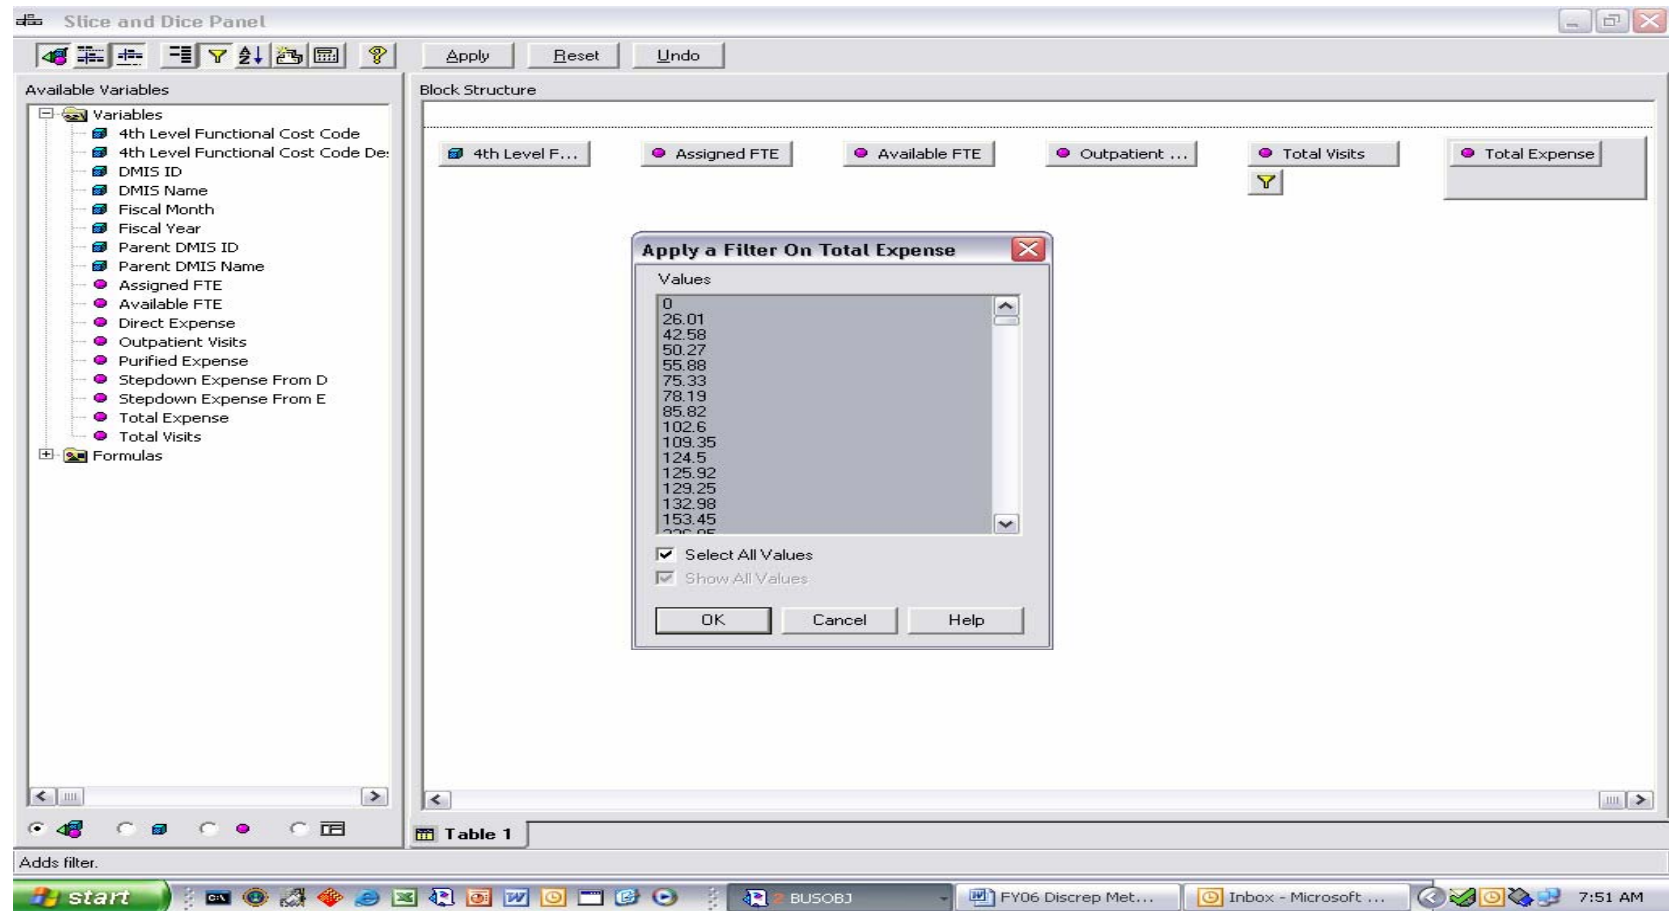 Slice and Dice Panel
Apply Reset Undo
Available Variables
Variables
4th Level Functional Cost Code
4th Level Functional Cost Code De
DMIS ID
DMIS Name
Fiscal Month
Fiscal Year
Parent DMIS ID
Parent DMIS Name
Assigned FTE
Available FTE
Direct Expense
Outpatient Visits
Purified Expense
Stepdown Expense From D
Stepdown Expense From E
Total Expense
Total Visits
Formulas
Block Structure
4th Level F... Assigned FTE Available FTE Outpatient ... Total Visits Total Expense
Apply a Filter On Total Expense
Values
0
26.01
42.58
50.27
55.88
75.33
78.19
85.82
102.6
109.35
124.5
125.92
129.25
132.98
153.45
Select All Values
Show All Values
OK Cancel Help
Table 1
Adds filter.
start 2 BUSOBJ FY06 Discrep Met... Inbox - Microsoft ... 7:51 AM